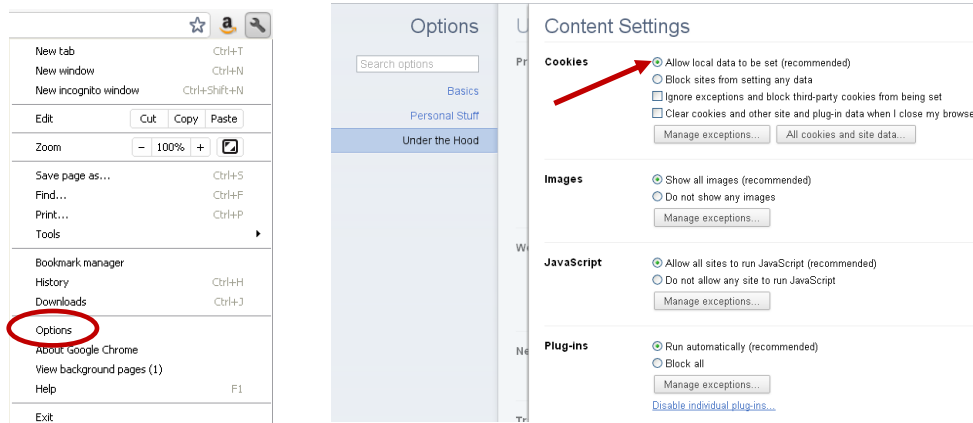 New tab Ctrl+T
New window Ctrl+N
New incognito window Ctrl+Shift+N
Edit Cut Copy Paste
Zoom - 100% +
Save page as... Ctrl+S
Find... Ctrl+F
Print... Ctrl+P
Tools
Bookmark manager
History Ctrl+H
Downloads Ctrl+J
Options
About Google Chrome
View background pages (1)
Help F1
Exit
Options
Search options
Basics
Personal Stuff
Under the Hood
Content Settings
Cookies
Allow local data to be set (recommended)
Block sites from setting any data
Ignore exceptions and block third-party cookies from being set
Clear cookies and other site and plug-in data when I close my browse
Manage exceptions... All cookies and site data...
Images
Show all images (recommended)
Do not show any images
Manage exceptions...
JavaScript
Allow all sites to run JavaScript (recommended)
Do not allow any site to run JavaScript
Manage exceptions...
Plug-ins
Run automatically (recommended)
Block all
Manage exceptions...
Disable individual plug-ins...